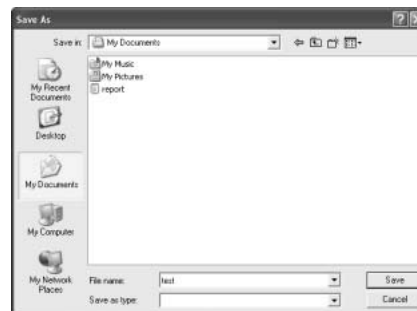 Save As
Save in:
My Documents
My Recent
Documents
Desktop
My Documents
My Computer
My Network
Places
My Music
My Pictures
report
File name:
test
Save
Save as type:
Cancel